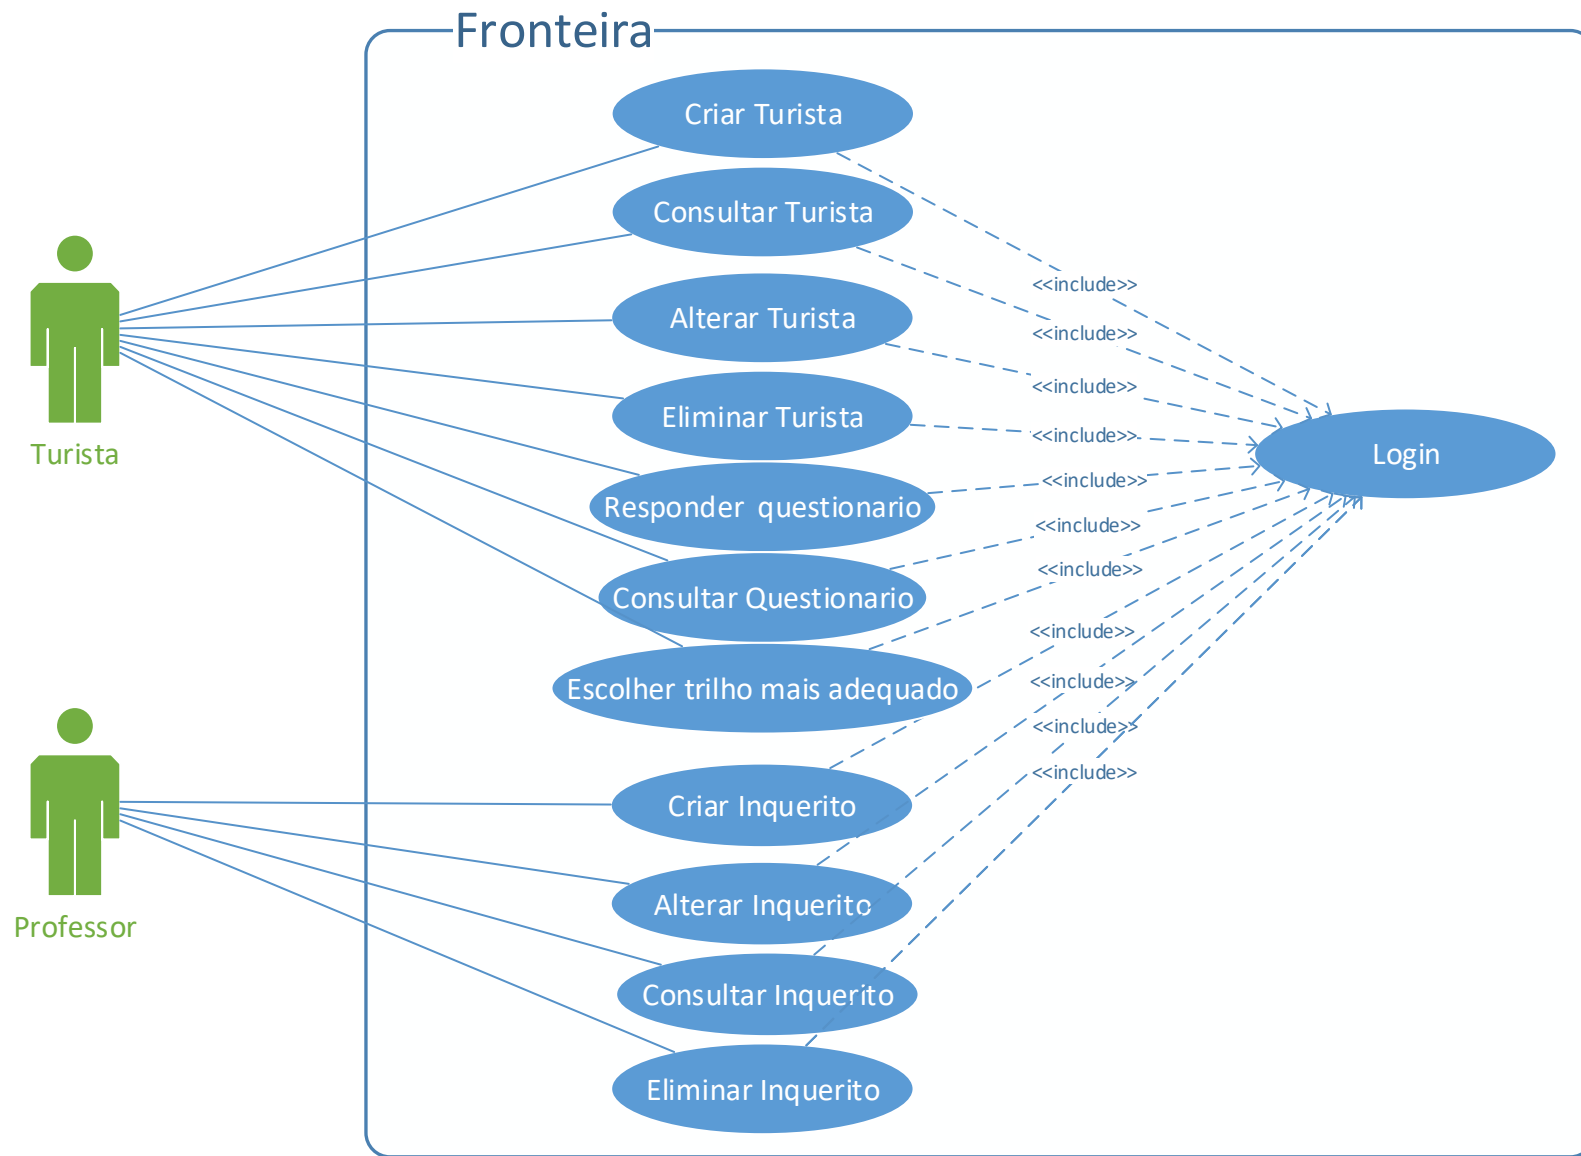 Fronteira
Criar Turista
Consultar Turista
<<include>>
Alterar Turista
<<include>>
<<include>>
Eliminar Turista
<<include>>
Turista
Login
<<include>>
Responder questionario
<<include>>
<<include>>
Consultar Questionario
<<include>>
<<include>>
Escolher trilho mais adequado
<<include>>
<<include>>
Criar Inquerito
Alterar Inquerito
Professor
Consultar Inquerito
Eliminar Inquerito